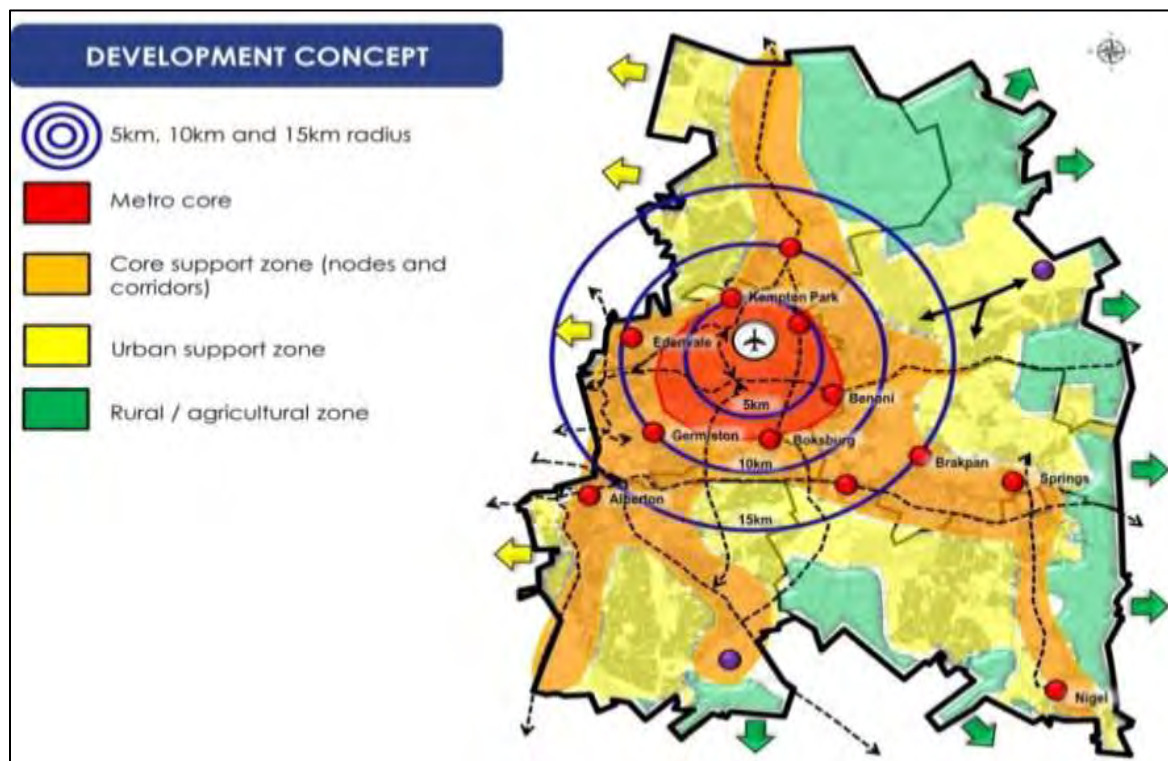 DEVELOPMENT CONCEPT
5km, 10km and 15km radius
Metro core
Core support zone (nodes and
corridors)
Urban support zone
Rural / agricultural zone
Kempton Park
Edenvale
Benoni
5km
Germiston
Boksburg
Brakpan
10km
Springs
Alberton
15km
Nigel